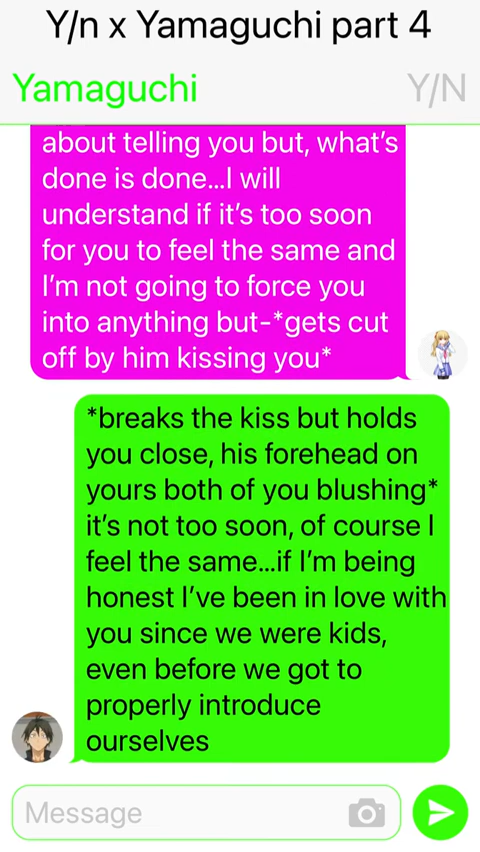 Y/n x Yamaguchi part 4
Yamaguchi
Y/N
about telling you but, what's
done is done...I will
understand if it's too soon
for you to feel the same and
I'm not going to force you
into anything but-*gets cut
off by him kissing you*
*breaks the kiss but holds
you close, his forehead on
yours both of you blushing*
it's not too soon, of course I
feel the same...if I'm being
honest I've been in love with
you since we were kids,
even before we got to
properly introduce
ourselves
Message